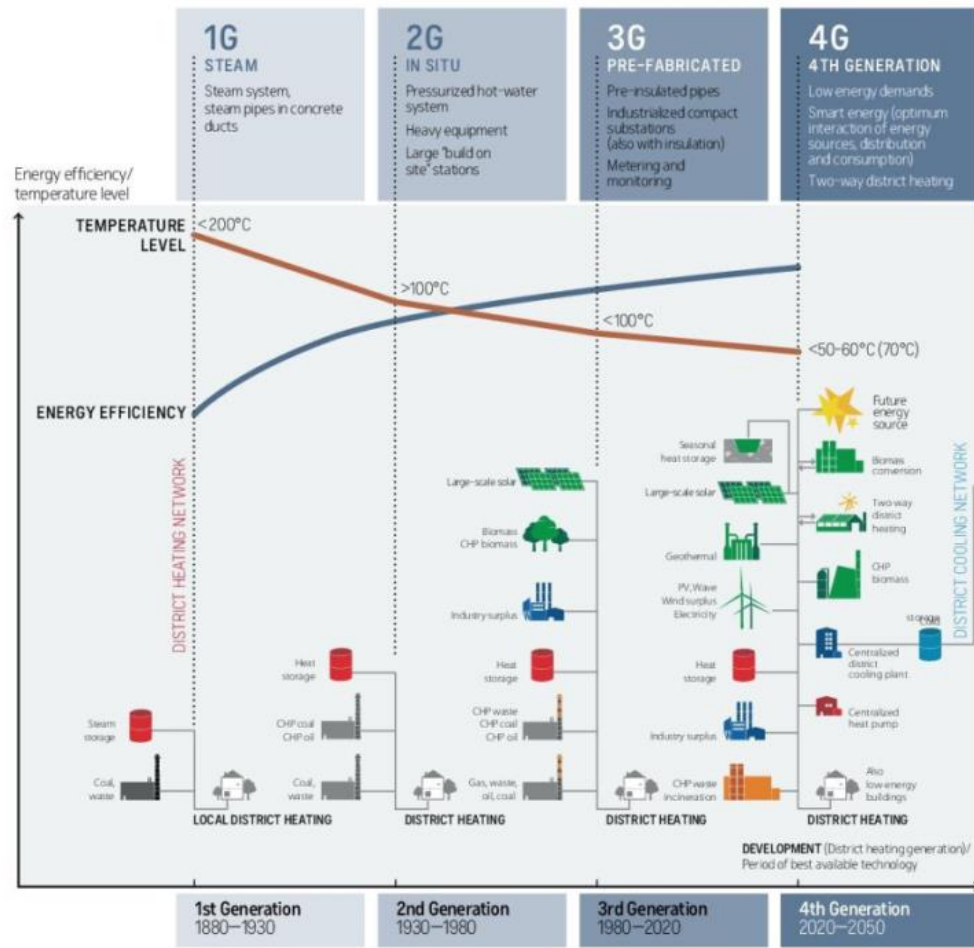 1G
STEAM
Steam system,
steam pipes in concrete
ducts
2G
IN SITU
Pressurized hot-water
system
Heavy equipment
Large "build on
site" stations
3G
PRE-FABRICATED
Pre-insulated pipes
Industrialized compact
substations
(also with insulation)
Metering and
monitoring
4G
4TH GENERATION
Low energy demands
Smart energy (optimum
interaction of energy
sources, distribution
and consumption)
Two-way district heating
Energy efficiency/
temperature level
TEMPERATURE
LEVEL
<200°C
>100°C
<100°C
<50-60°C (70°C)
ENERGY EFFICIENCY
DISTRICT HEATING NETWORK
Steam
storage
Coal,
waste
LOCAL DISTRICT HEATING
Heat
storage
CHP coal
CHP oil
Coal,
waste
DISTRICT HEATING
Large-scale solar
Biomass
CHP biomass
Industry surplus
Heat
storage
CHP waste
CHP coal
CHP oil
Gas, waste,
oil, coal
DISTRICT HEATING
Seasonal
heat storage
Large-scale solar
Geothermal
PV, Wave
Wind surplus
Electricity
Heat
storage
Industry surplus
CHP waste
incineration
Future
energy
source
Biomass
conversion
Two-way
district
heating
CHP
biomass
storage
Cold
Centralized
district
cooling plant
Centralized
heat pump
Also
low energy
buildings
DISTRICT HEATING
DISTRICT COOLING NETWORK
DEVELOPMENT (District heating generation)/
Period of best available technology
1st Generation
1880–1930
2nd Generation
1930–1980
3rd Generation
1980–2020
4th Generation
2020–2050